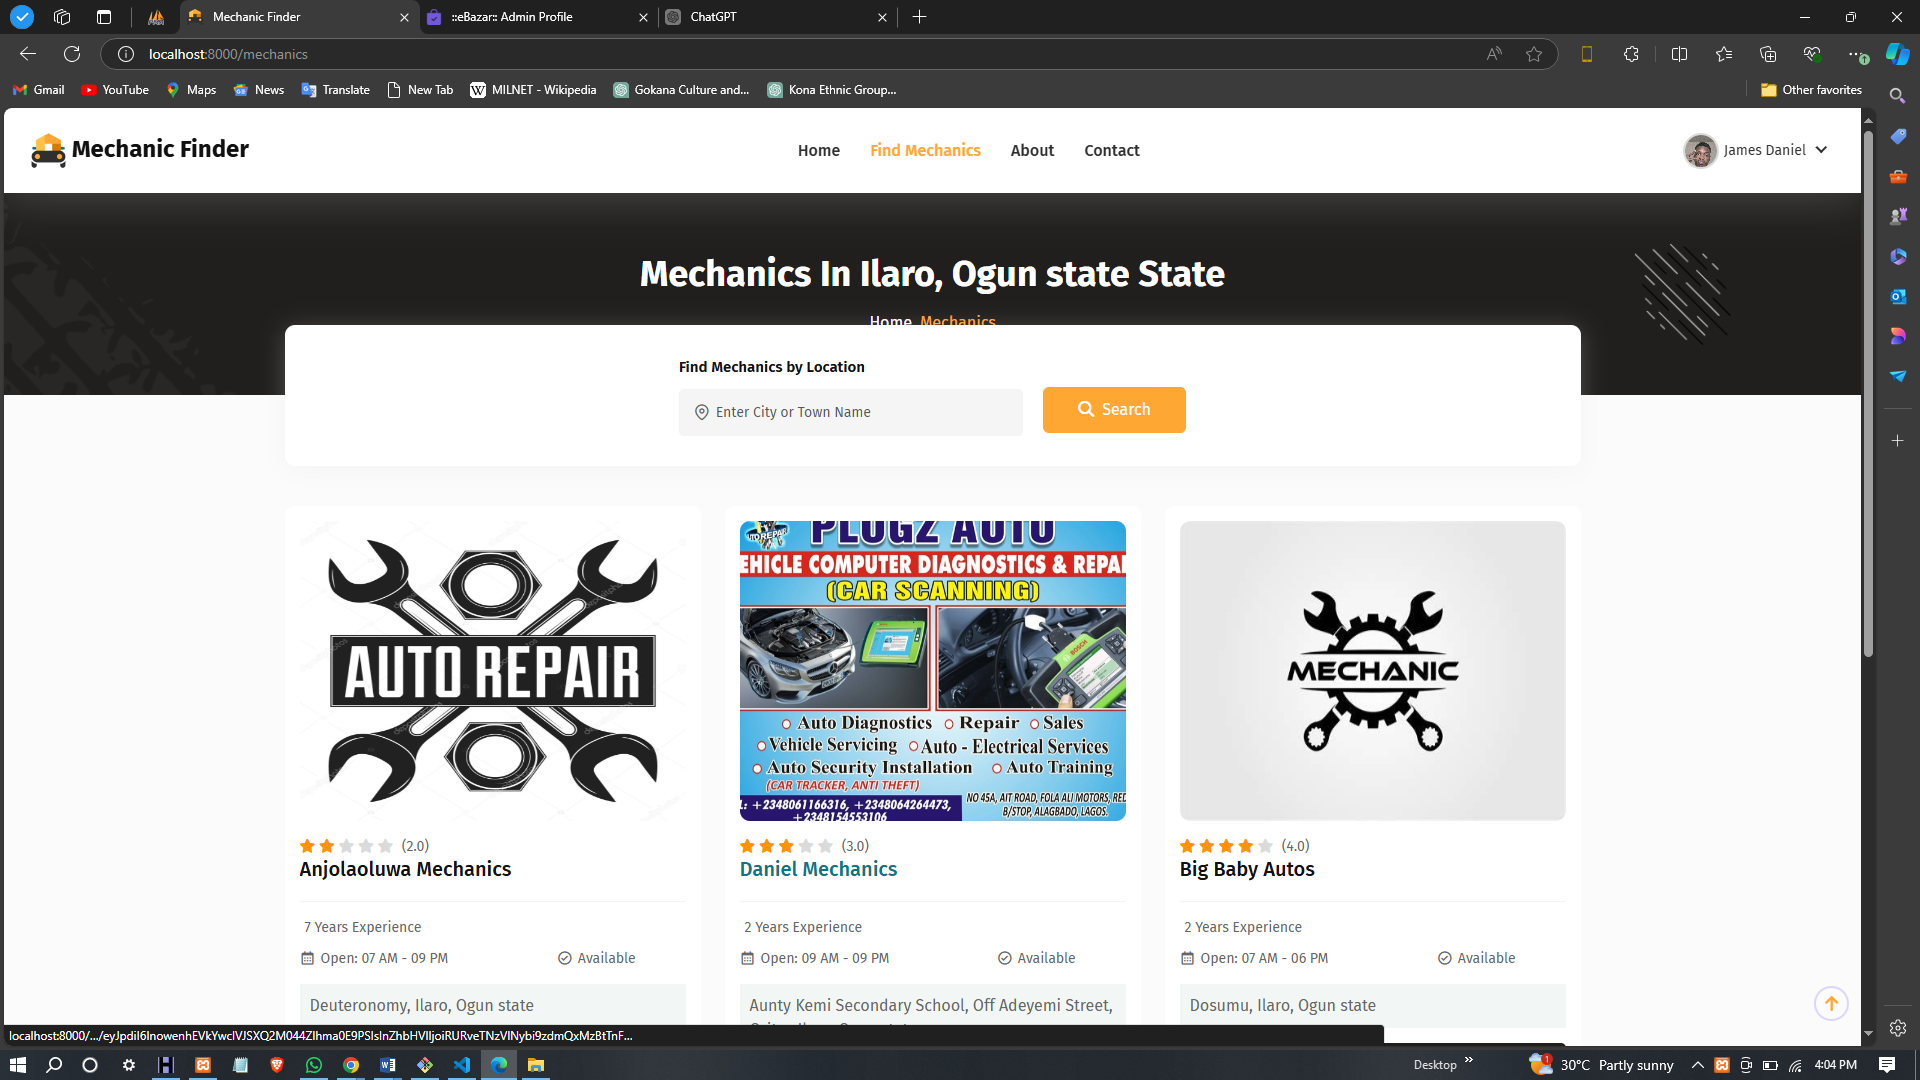 Mechanic Finder
::eBazar:: Admin Profile
ChatGPT
localhost:8000/mechanics
Gmail
YouTube
Maps
News
Translate
New Tab
MILNET - Wikipedia
Gokana Culture and...
Kona Ethnic Group...
Other favorites
Mechanic Finder
Home
Find Mechanics
About
Contact
James Daniel
Mechanics In Ilaro, Ogun state State
Home Mechanics
Find Mechanics by Location
Enter City or Town Name
Search
AUTO REPAIR
(2.0)
Anjolaoluwa Mechanics
7 Years Experience
Open: 07 AM - 09 PM
Available
Deuteronomy, Ilaro, Ogun state
PLUGZ AUTO
EHICLE COMPUTER DIAGNOSTICS & REPAI
(CAR SCANNING)
BOSCH
Auto Diagnostics Repair Sales
Vehicle Servicing Auto - Electrical Services
Auto Security Installation Auto Training
(CAR TRACKER, ANTI THEFT)
L: +2348061166316, +2348064264473,
+2348154553106
NO 45A, AIT ROAD, FOLA ALI MOTORS, RED
B/STOP, ALAGBADO, LAGOS.
(3.0)
Daniel Mechanics
2 Years Experience
Open: 09 AM - 09 PM
Available
Aunty Kemi Secondary School, Off Adeyemi Street,
MECHANIC
(4.0)
Big Baby Autos
2 Years Experience
Open: 07 AM - 06 PM
Available
Dosumu, Ilaro, Ogun state
Desktop
1
30°C Partly sunny
4:04 PM